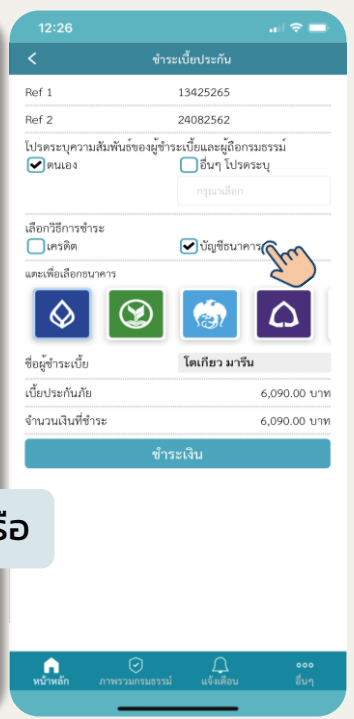 12:26
ชำระเบี้ยประกัน
Ref 1 13425265
Ref 2 24082562
โปรดระบุความสัมพันธ์ของผู้ชำระเบี้ยและผู้ถือกรมธรรม์
ตนเอง อื่นๆ โปรดระบุ
กรุณาเลือก
เลือกวิธีการชำระ
เครดิต บัญชีธนาคาร
แตะเพื่อเลือกธนาคาร
ชื่อผู้ชำระเบี้ย โตเกียว มารีน
เบี้ยประกันภัย 6,090.00 บาท
จำนวนเงินที่ชำระ 6,090.00 บาท
ชำระเงิน
รือ
หน้าหลัก ภาพรวมกรมธรรม์ แจ้งเตือน อื่นๆ